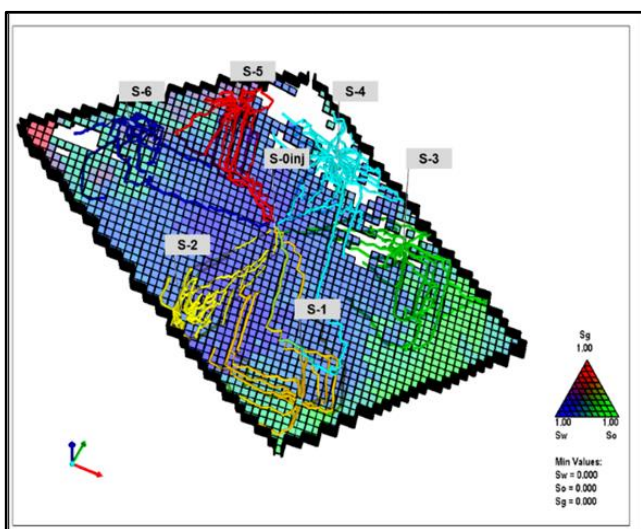 S-5
S-6
S-4
S-0inj
S-3
S-2
S-1
Sg
1.00
1.00 1.00
Sw So
Min Values:
Sw = 0.000
So = 0.000
Sg = 0.000